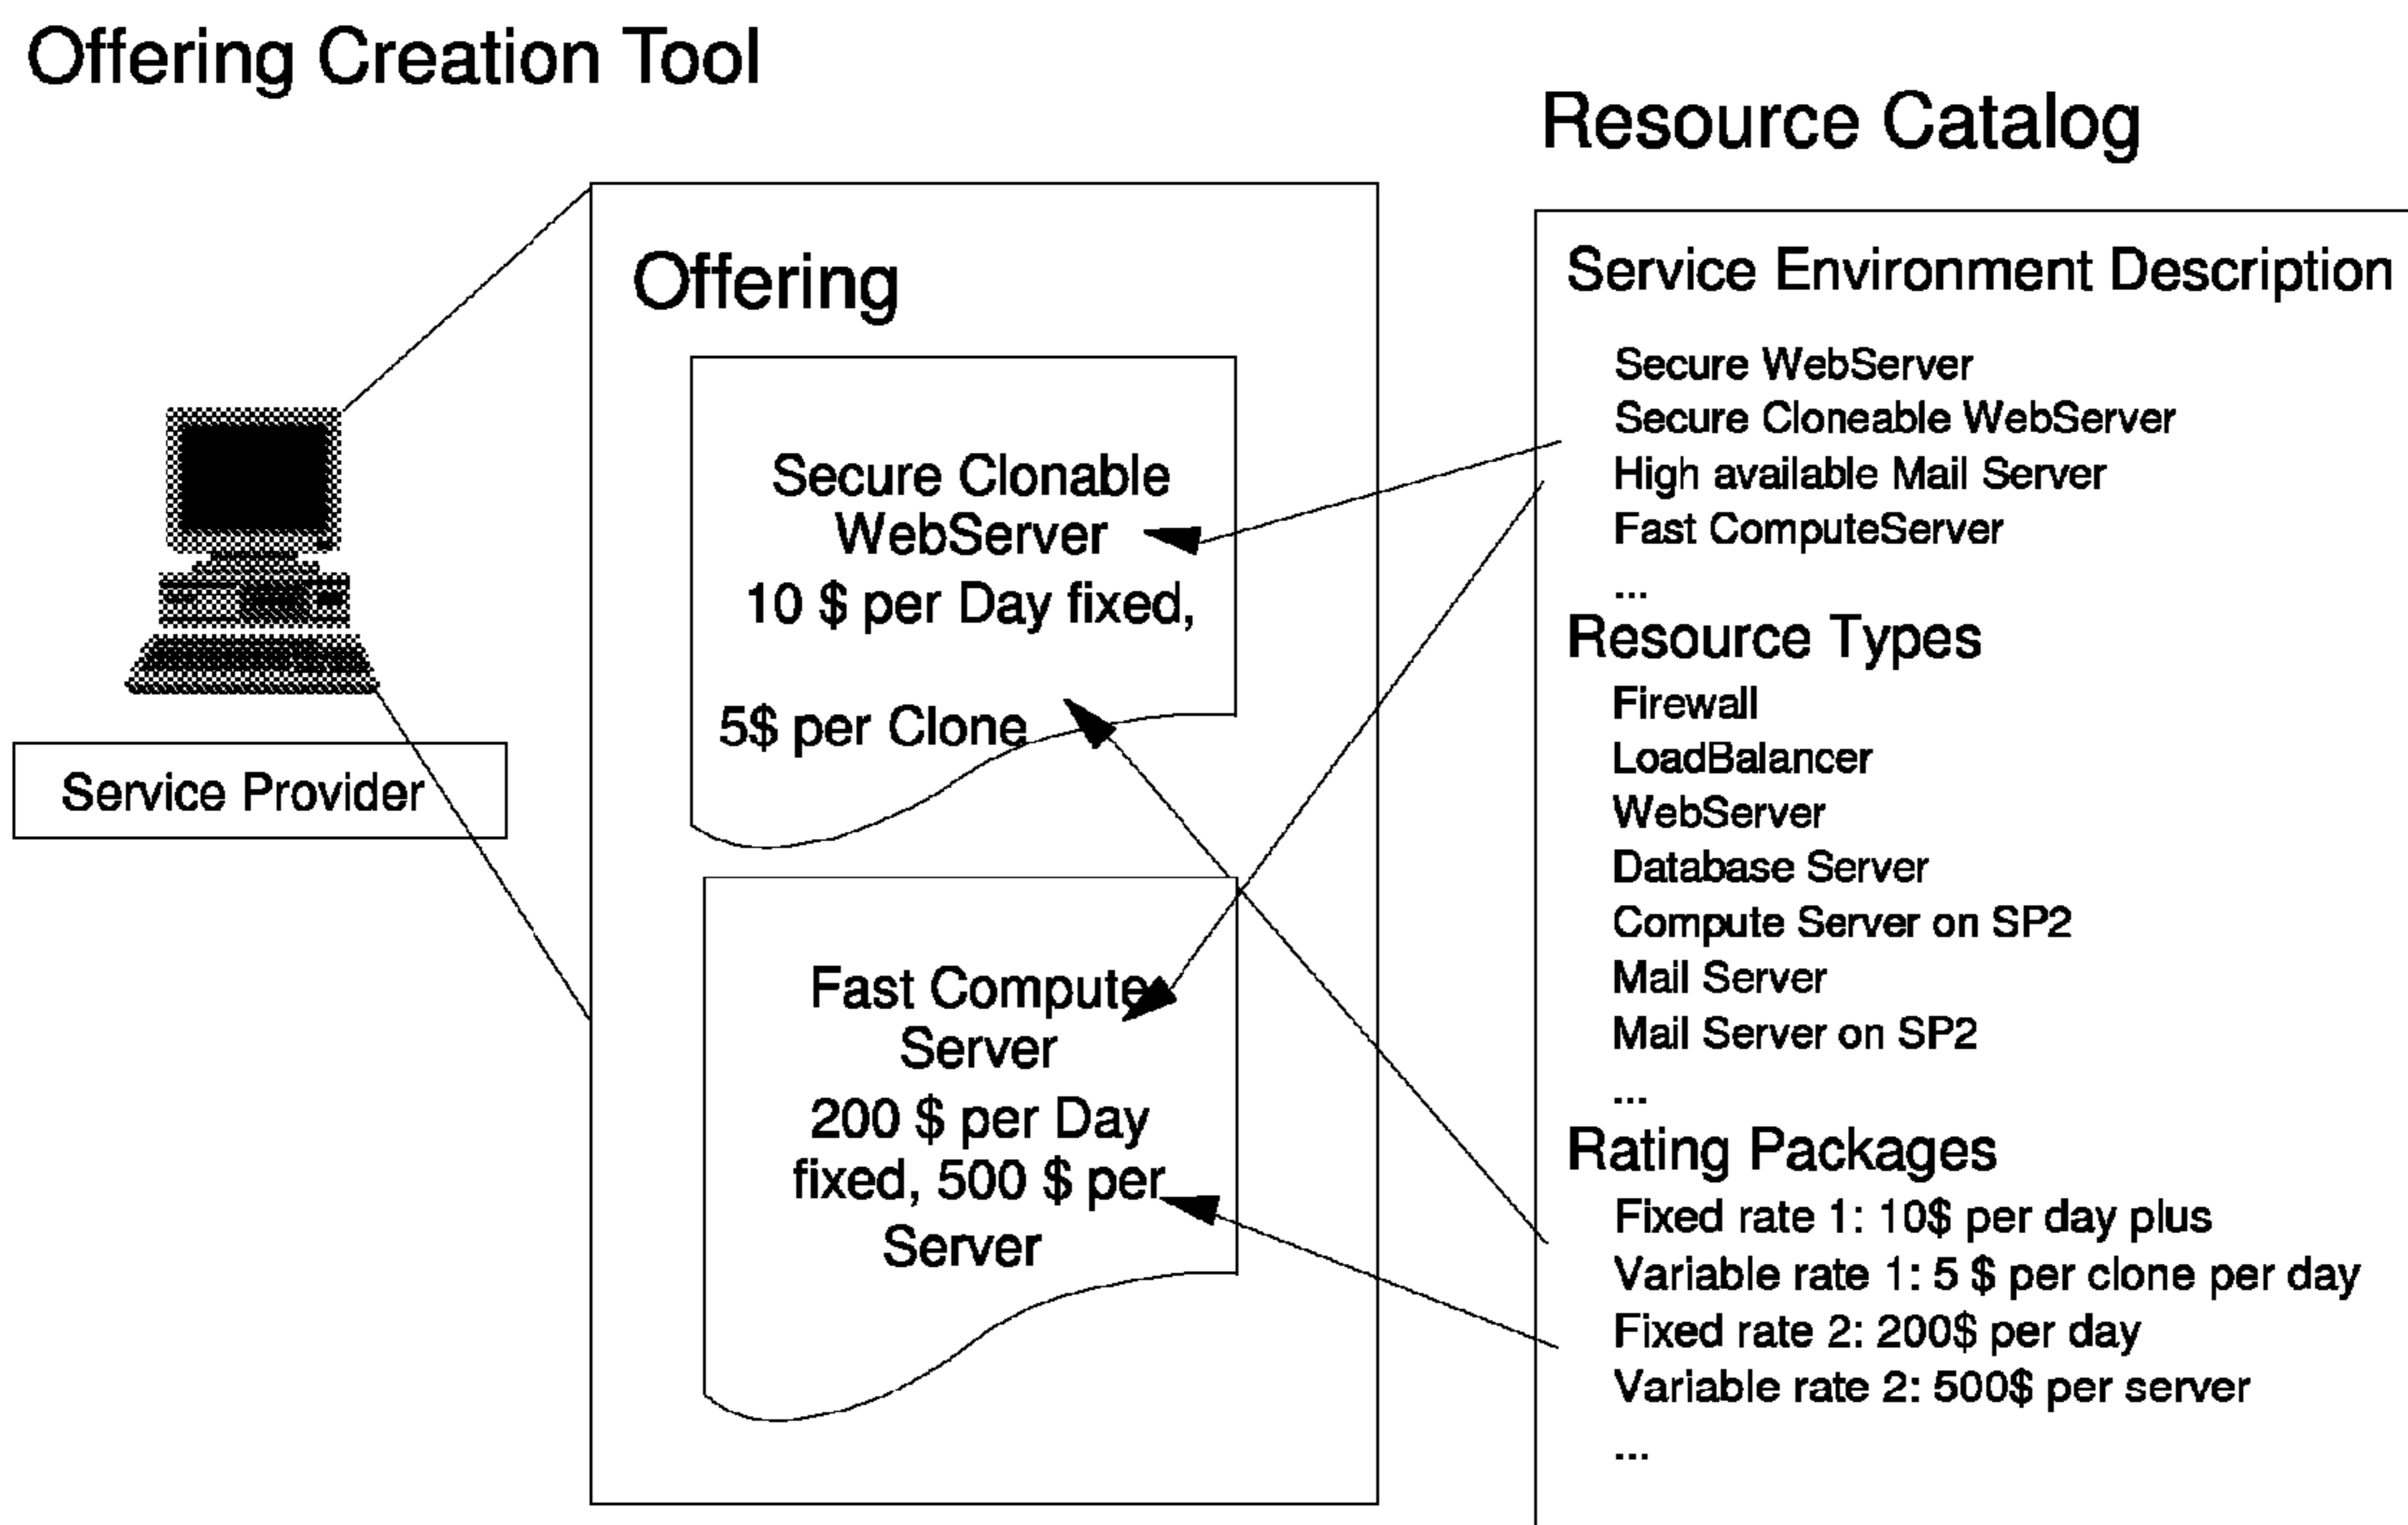 Offering Creation Tool
Service Provider
Offering
Secure Clonable
WebServer
10 $ per Day fixed,
5$ per Clone
Fast Compute
Server
200 $ per Day
fixed, 500 $ per
Server
Resource Catalog
Service Environment Description
Secure WebServer
Secure Cloneable WebServer
High available Mail Server
Fast ComputeServer
...
Resource Types
Firewall
LoadBalancer
WebServer
Database Server
Compute Server on SP2
Mail Server
Mail Server on SP2
...
Rating Packages
Fixed rate 1: 10$ per day plus
Variable rate 1: 5 $ per clone per day
Fixed rate 2: 200$ per day
Variable rate 2: 500$ per server
...